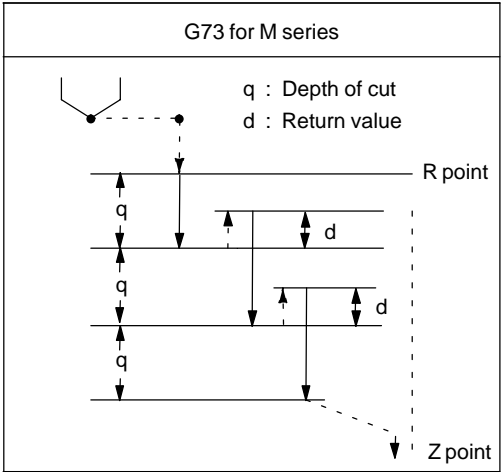 G73 for M series
q : Depth of cut
d : Return value
R point
q
d
q
d
q
Z point